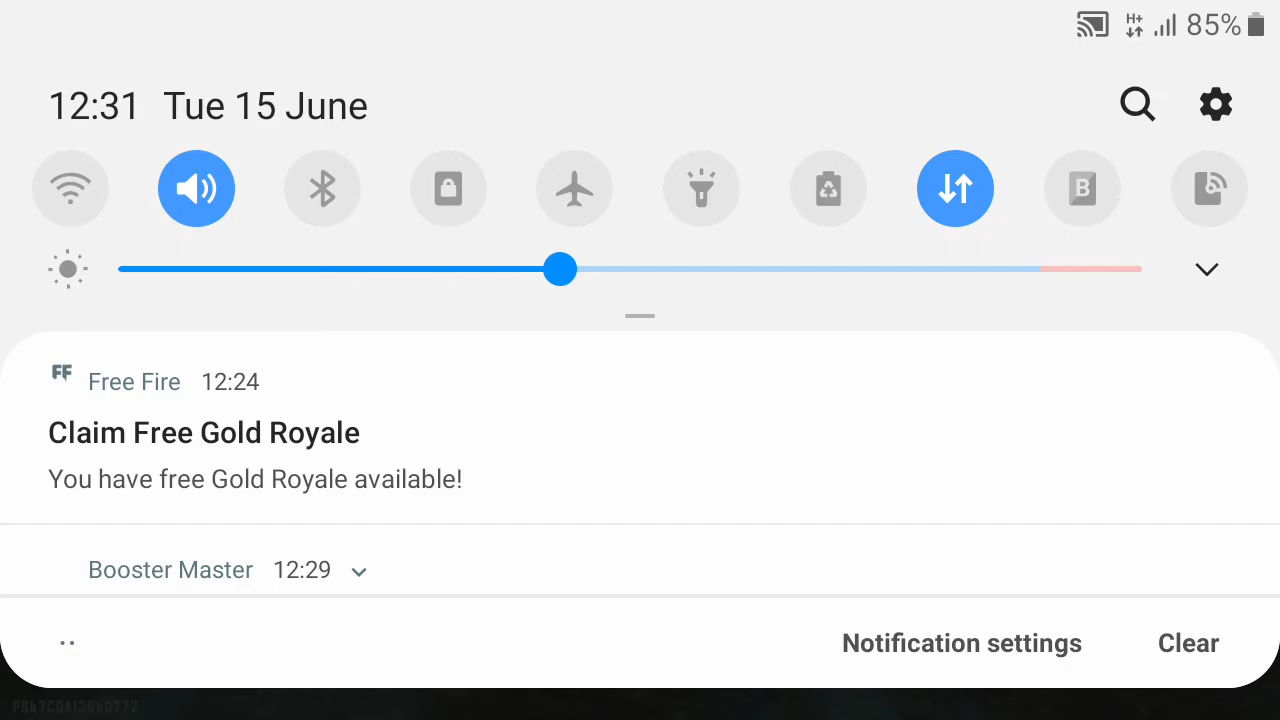 H+ 85%
12:31 Tue 15 June
B
FF Free Fire 12:24
Claim Free Gold Royale
You have free Gold Royale available!
Booster Master 12:29
Notification settings Clear